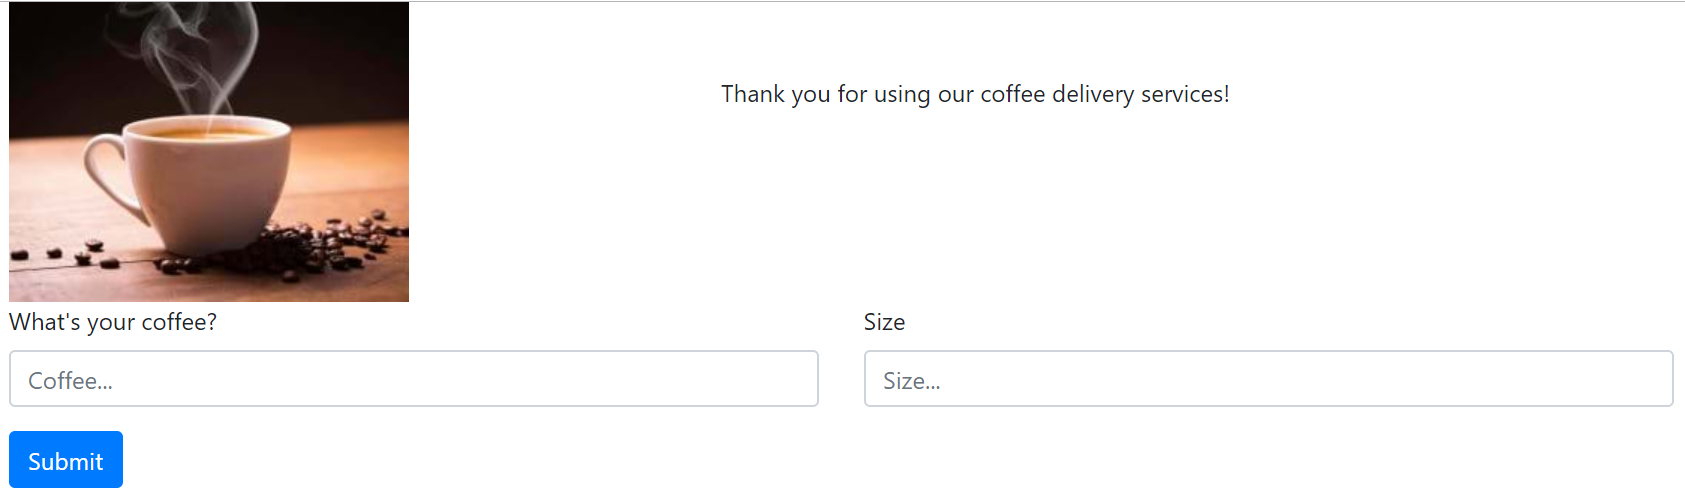 Thank you for using our coffee delivery services!
What's your coffee?
Size
Coffee...
Size...
Submit